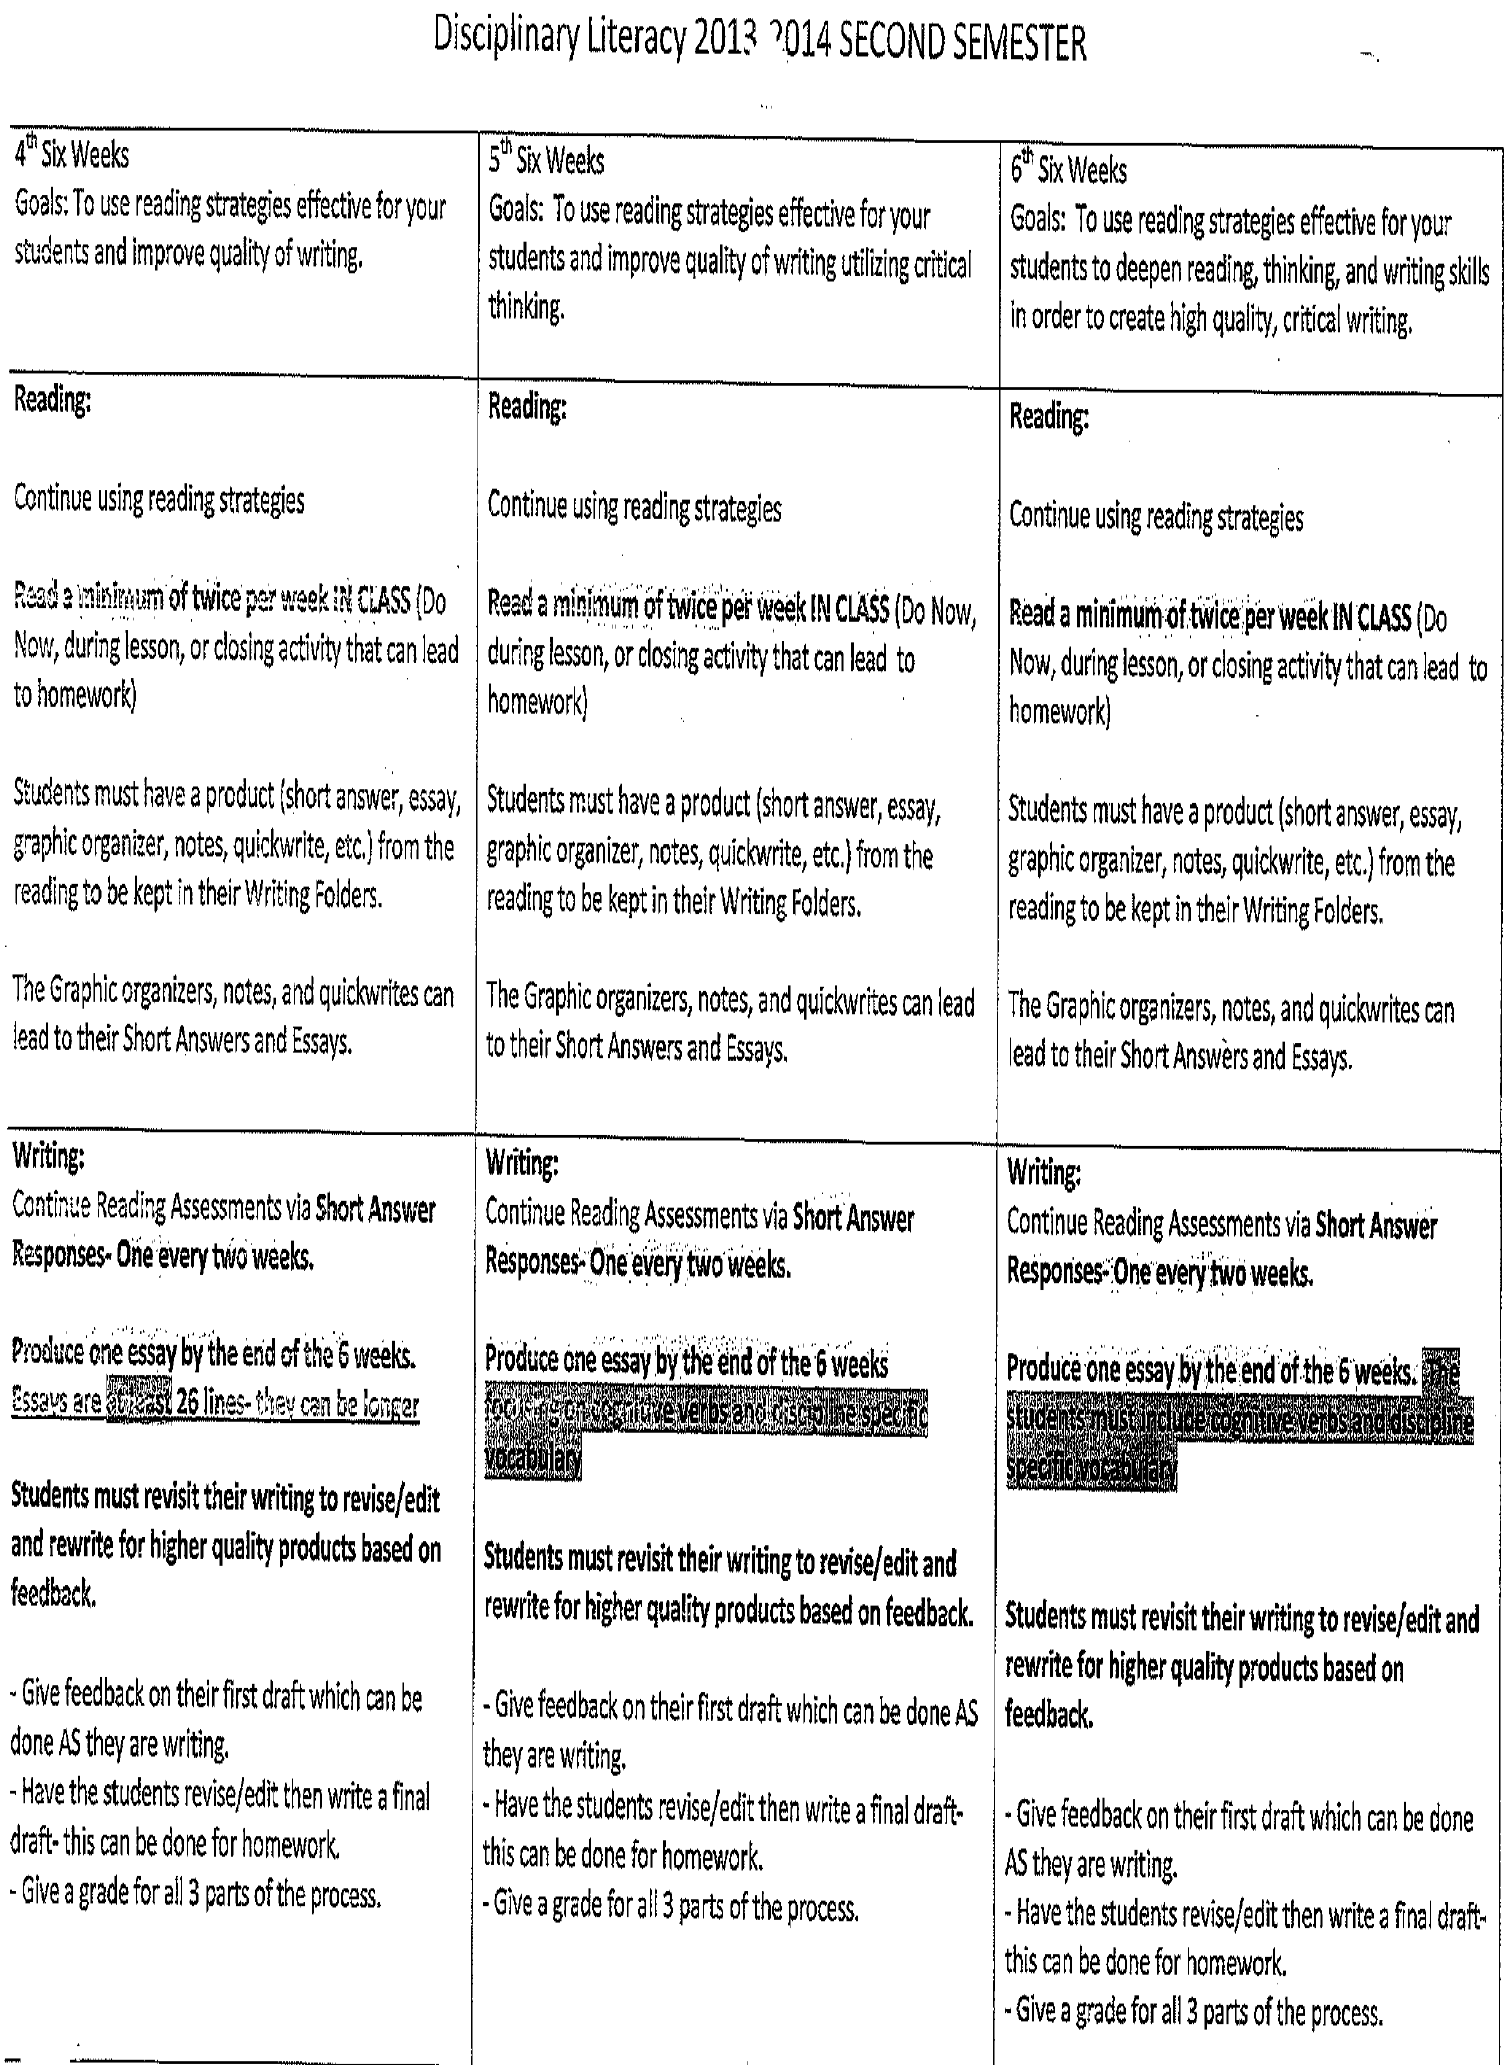 Disciplinary Literacy 2013 2014 SECOND SEMESTER
4th Six Weeks
Goals: To use reading strategies effective for your
students and improve quality of writing.
5th Six Weeks
Goals: To use reading strategies effective for your
students and improve quality of writing utilizing critical
thinking.
6th Six Weeks
Goals: To use reading strategies effective for your
students to deepen reading, thinking, and writing skills
in order to create high quality, critical writing.
Reading:
Continue using reading strategies
Read a minimum of twice per week IN CLASS (Do
Now, during lesson, or closing activity that can lead
to homework)
Students must have a product (short answer, essay,
graphic organizer, notes, quickwrite, etc.) from the
reading to be kept in their Writing Folders.
The Graphic organizers, notes, and quickwrites can
lead to their Short Answers and Essays.
Reading:
Continue using reading strategies
Read a minimum of twice per week IN CLASS (Do Now,
during lesson, or closing activity that can lead to
homework)
Students must have a product (short answer, essay,
graphic organizer, notes, quickwrite, etc.) from the
reading to be kept in their Writing Folders.
The Graphic organizers, notes, and quickwrites can lead
to their Short Answers and Essays.
Reading:
Continue using reading strategies
Read a minimum of twice per week IN CLASS (Do
Now, during lesson, or closing activity that can lead to
homework)
Students must have a product (short answer, essay,
graphic organizer, notes, quickwrite, etc.) from the
reading to be kept in their Writing Folders.
The Graphic organizers, notes, and quickwrites can
lead to their Short Answers and Essays.
Writing:
Continue Reading Assessments via Short Answer
Responses- One every two weeks.
Produce one essay by the end of the 6 weeks.
Essays are at least 26 lines- they can be longer
Students must revisit their writing to revise/edit
and rewrite for higher quality products based on
feedback.
- Give feedback on their first draft which can be
done AS they are writing.
- Have the students revise/edit then write a final
draft- this can be done for homework.
- Give a grade for all 3 parts of the process.
Writing:
Continue Reading Assessments via Short Answer
Responses- One every two weeks.
Produce one essay by the end of the 6 weeks
focusing on cognitive verbs and discipline specific
vocabulary
Students must revisit their writing to revise/edit and
rewrite for higher quality products based on feedback.
- Give feedback on their first draft which can be done AS
they are writing.
- Have the students revise/edit then write a final draft-
this can be done for homework.
- Give a grade for all 3 parts of the process.
Writing:
Continue Reading Assessments via Short Answer
Responses- One every two weeks.
Produce one essay by the end of the 6 weeks. The
students must include cognitive verbs and discipline
specific vocabulary
Students must revisit their writing to revise/edit and
rewrite for higher quality products based on
feedback.
- Give feedback on their first draft which can be done
AS they are writing.
- Have the students revise/edit then write a final draft-
this can be done for homework.
- Give a grade for all 3 parts of the process.